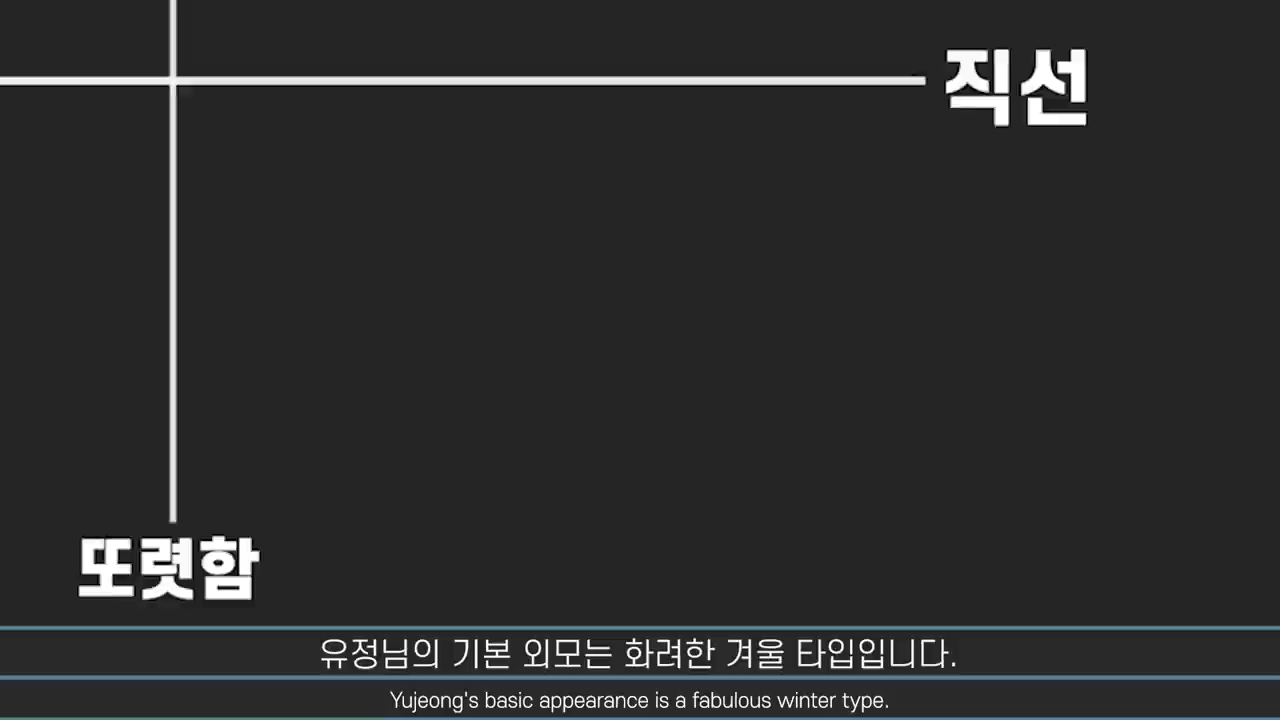 직선
또렷함
유정님의 기본 외모는 화려한 겨울 타입입니다.
Yujeong's basic appearance is a fabulous winter type.